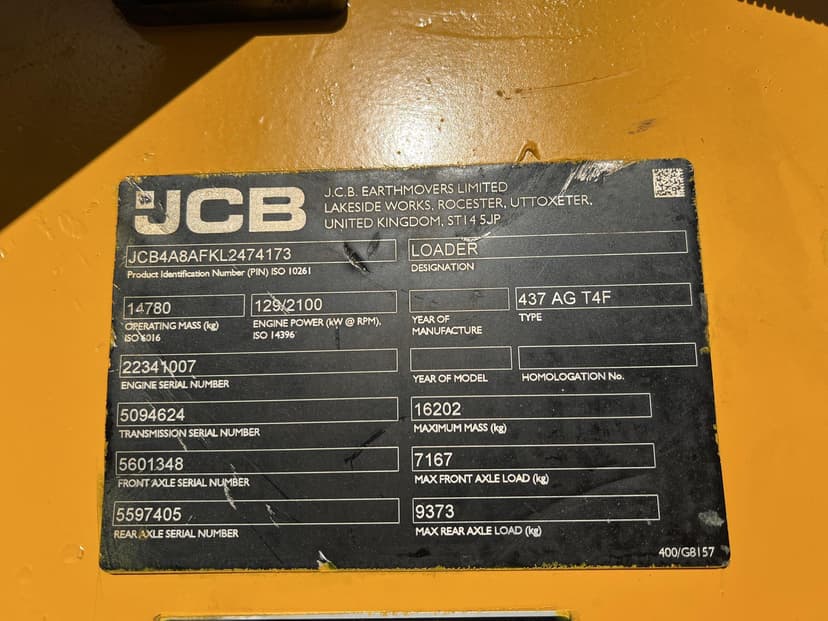 JCB
J.C.B. EARTHMOVERS LIMITED
LAKESIDE WORKS, ROCESTER, UTTOXETER,
UNITED KINGDOM, ST14 5JP
JCB4A8AFKL2474173
Product Identification Number (PIN) ISO 10261
LOADER
DESIGNATION
14780
OPERATING MASS (kg)
ISO 6016
129/2100
ENGINE POWER (kW @ RPM),
ISO 14396
YEAR OF
MANUFACTURE
437 AG T4F
TYPE
22341007
ENGINE SERIAL NUMBER
YEAR OF MODEL
HOMOLOGATION No.
5094624
TRANSMISSION SERIAL NUMBER
16202
MAXIMUM MASS (kg)
5601348
FRONT AXLE SERIAL NUMBER
7167
MAX FRONT AXLE LOAD (kg)
5597405
REAR AXLE SERIAL NUMBER
9373
MAX REAR AXLE LOAD (kg)
400/G8157